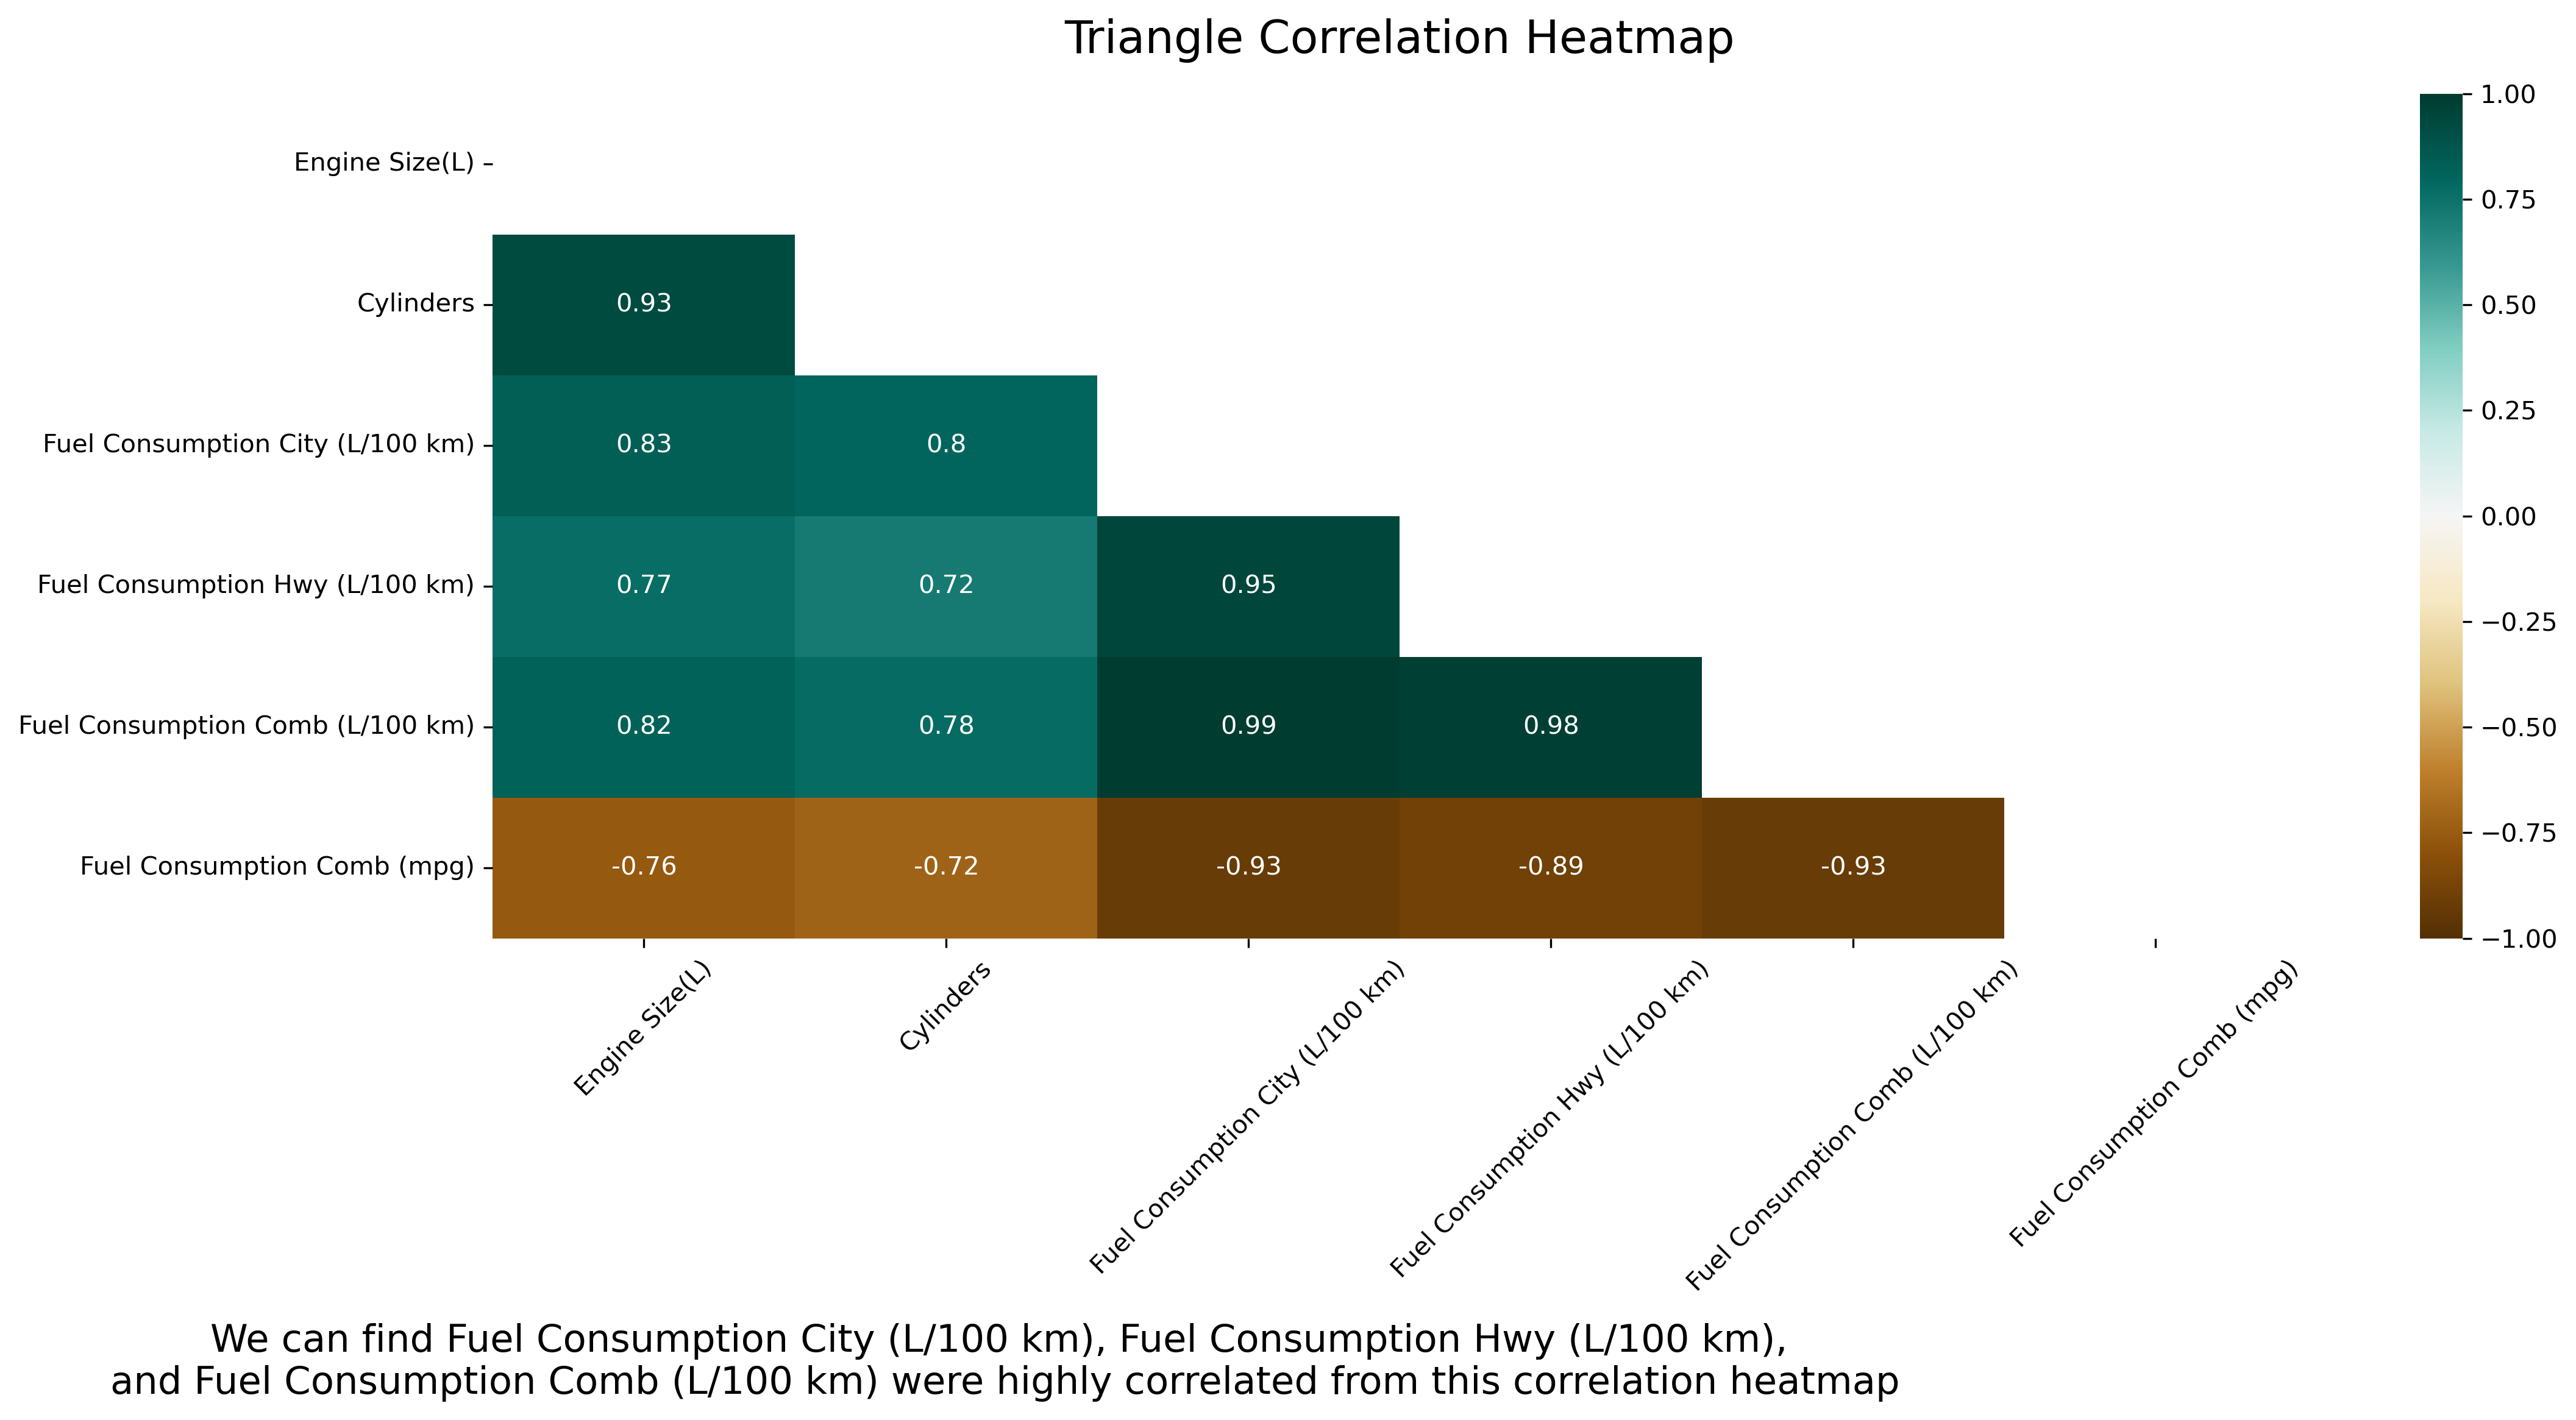 Triangle Correlation Heatmap
Engine Size(L)
Cylinders
Fuel Consumption City (L/100 km)
Fuel Consumption Hwy (L/100 km)
Fuel Consumption Comb (L/100 km)
Fuel Consumption Comb (mpg)
0.93
0.83 0.8
0.77 0.72 0.95
0.82 0.78 0.99 0.98
-0.76 -0.72 -0.93 -0.89 -0.93
1.00
0.75
0.50
0.25
0.00
−0.25
−0.50
−0.75
−1.00
Engine Size(L)
Cylinders
Fuel Consumption City (L/100 km)
Fuel Consumption Hwy (L/100 km)
Fuel Consumption Comb (L/100 km)
Fuel Consumption Comb (mpg)
We can find Fuel Consumption City (L/100 km), Fuel Consumption Hwy (L/100 km),
and Fuel Consumption Comb (L/100 km) were highly correlated from this correlation heatmap